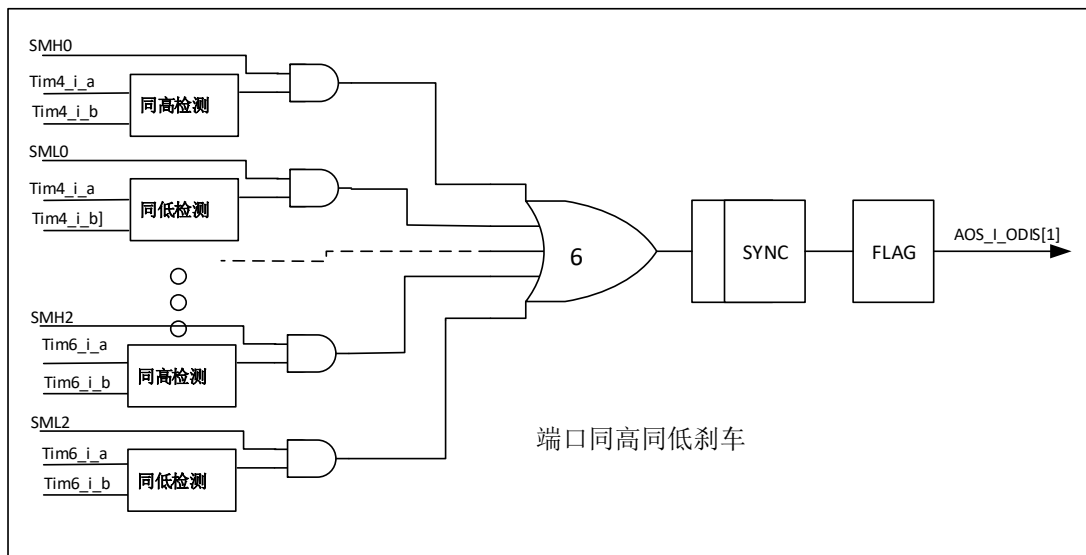 SMH0
Tim4_i_a
同高检测
Tim4_i_b
SML0
Tim4_i_a
同低检测
Tim4_i_b]
6
SYNC
FLAG
AOS_I_ODIS[1]
SMH2
Tim6_i_a
同高检测
Tim6_i_b
SML2
Tim6_i_a
同低检测
Tim6_i_b
端口同高同低刹车